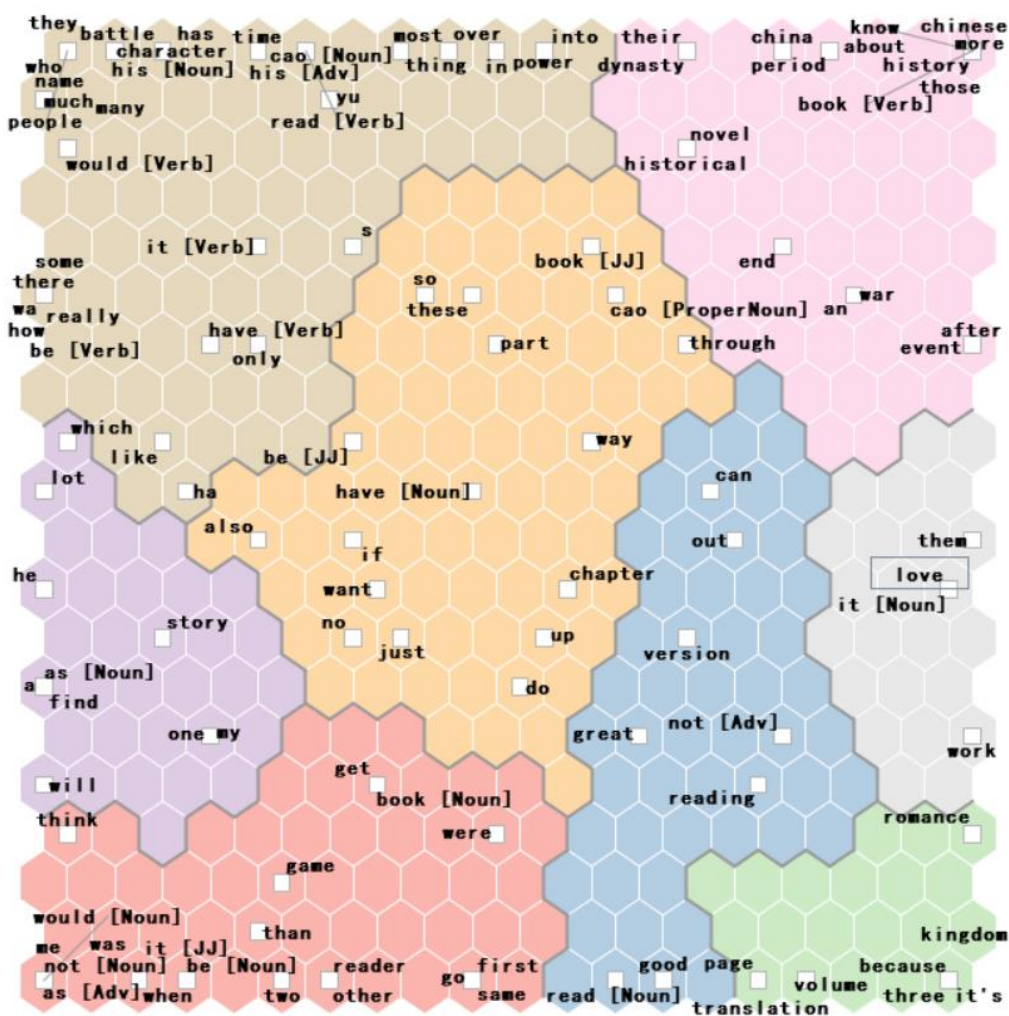 they battle has time most over into their china know chinese
character cao [Noun] about more
who his [Noun] his [Adv] thing in power dynasty period history
name
much many yu book [Verb] those
people read [Verb]
novel
would [Verb] historical
s
it [Verb] book [JJ] end
some
there so
wa really these cao [ProperNoun] an war
how have [Verb] after
be [Verb] only part through event
which way
like be [JJ]
lot can
ha have [Noun]
also out them
if
he want chapter love
it [Noun]
story no up
just version
as [Noun]
a do
find
one my great not [Adv]
work
get
will book [Noun] reading
think were romance
game
would [Noun]
me was it [JJ] than kingdom
not [Noun] be [Noun] reader go first good page because
as [Adv] when two other same read [Noun] volume three it's
translation